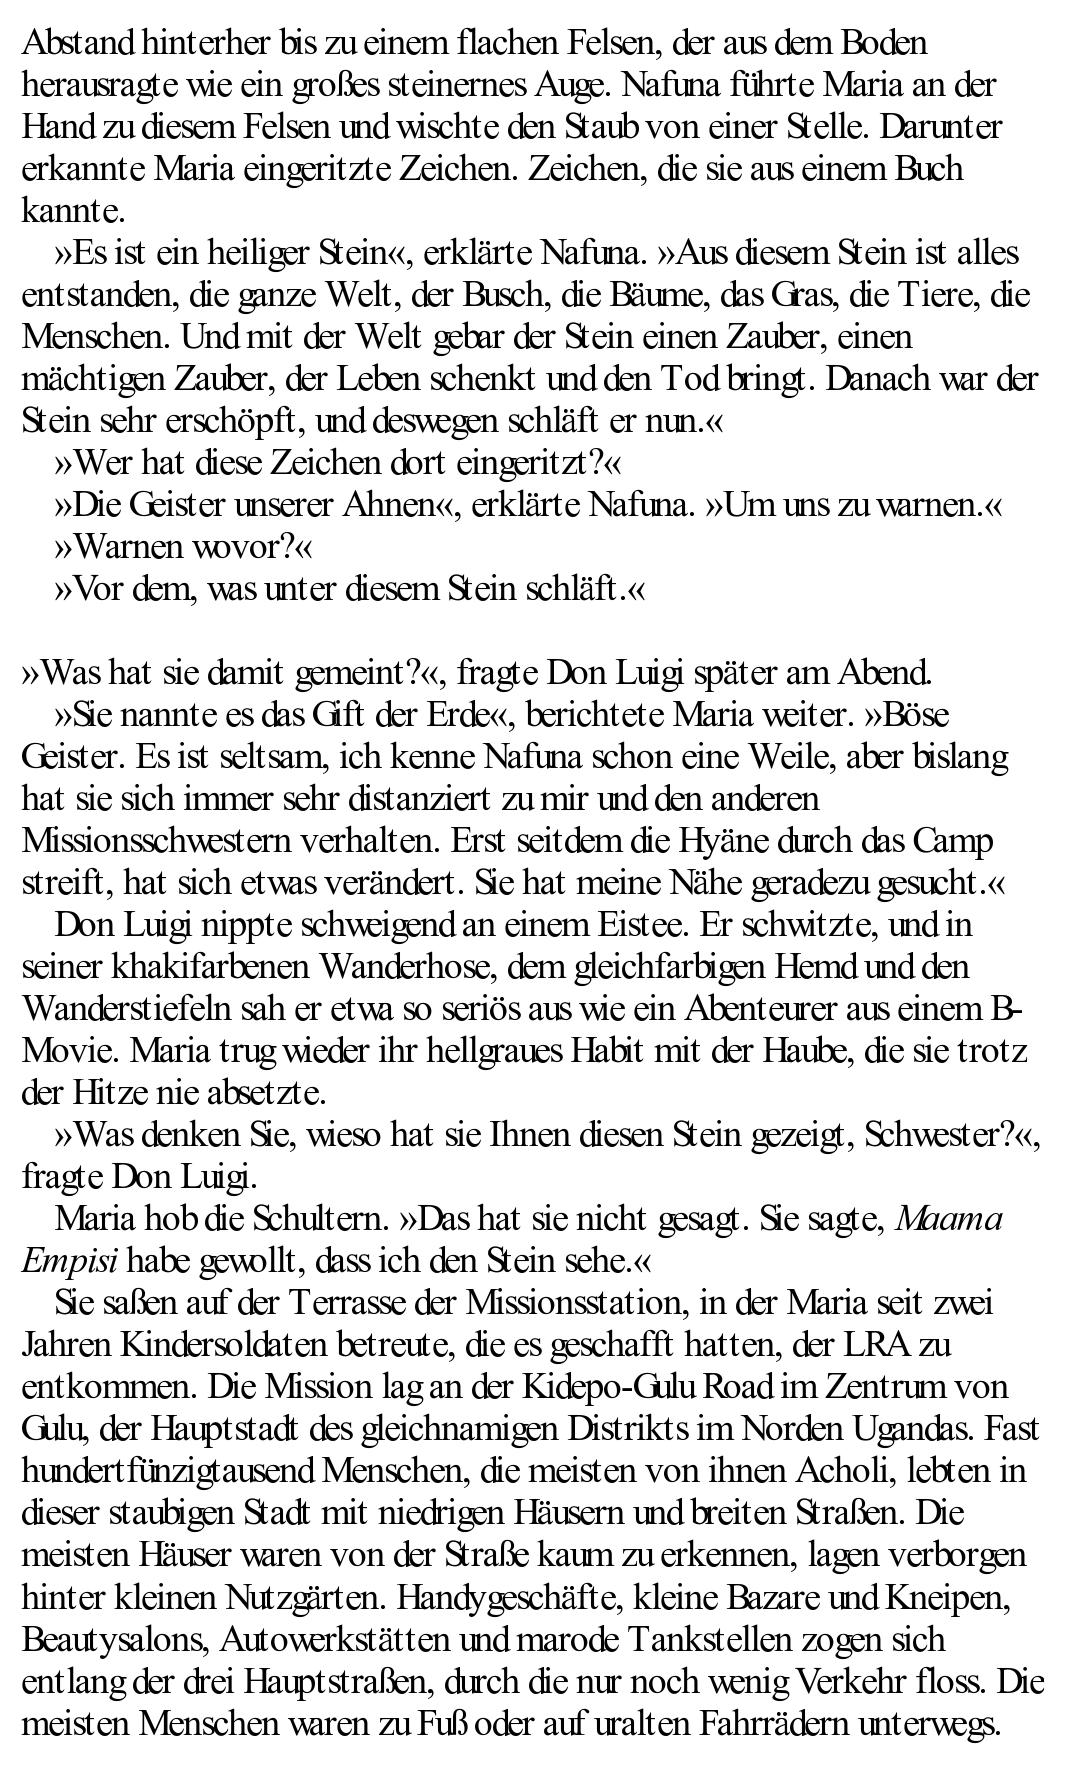 Abstand hinterher bis zu einem flachen Felsen, der aus dem Boden
herausragte wie ein großes steinernes Auge. Nafuna führte Maria an der
Hand zu diesem Felsen und wischte den Staub von einer Stelle. Darunter
erkannte Maria eingeritzte Zeichen. Zeichen, die sie aus einem Buch
kannte.
»Es ist ein heiliger Stein«, erklärte Nafuna. »Aus diesem Stein ist alles
entstanden, die ganze Welt, der Busch, die Bäume, das Gras, die Tiere, die
Menschen. Und mit der Welt gebar der Stein einen Zauber, einen
mächtigen Zauber, der Leben schenkt und den Tod bringt. Danach war der
Stein sehr erschöpft, und deswegen schläft er nun.«
»Wer hat diese Zeichen dort eingeritzt?«
»Die Geister unserer Ahnen«, erklärte Nafuna. »Um uns zu warnen.«
»Warnen wovor?«
»Vor dem, was unter diesem Stein schläft.«
»Was hat sie damit gemeint?«, fragte Don Luigi später am Abend.
»Sie nannte es das Gift der Erde«, berichtete Maria weiter. »Böse
Geister. Es ist seltsam, ich kenne Nafuna schon eine Weile, aber bislang
hat sie sich immer sehr distanziert zu mir und den anderen
Missionsschwestern verhalten. Erst seitdem die Hyäne durch das Camp
streift, hat sich etwas verändert. Sie hat meine Nähe geradezu gesucht.«
Don Luigi nippte schweigend an einem Eistee. Er schwitzte, und in
seiner khakifarbenen Wanderhose, dem gleichfarbigen Hemd und den
Wanderstiefeln sah er etwa so seriös aus wie ein Abenteurer aus einem B-
Movie. Maria trug wieder ihr hellgraues Habit mit der Haube, die sie trotz
der Hitze nie absetzte.
»Was denken Sie, wieso hat sie Ihnen diesen Stein gezeigt, Schwester?«,
fragte Don Luigi.
Maria hob die Schultern. »Das hat sie nicht gesagt. Sie sagte, Maama
Empisi habe gewollt, dass ich den Stein sehe.«
Sie saßen auf der Terrasse der Missionsstation, in der Maria seit zwei
Jahren Kindersoldaten betreute, die es geschafft hatten, der LRA zu
entkommen. Die Mission lag an der Kidepo-Gulu Road im Zentrum von
Gulu, der Hauptstadt des gleichnamigen Distrikts im Norden Ugandas. Fast
hundertfünzigtausend Menschen, die meisten von ihnen Acholi, lebten in
dieser staubigen Stadt mit niedrigen Häusern und breiten Straßen. Die
meisten Häuser waren von der Straße kaum zu erkennen, lagen verborgen
hinter kleinen Nutzgärten. Handygeschäfte, kleine Bazare und Kneipen,
Beautysalons, Autowerkstätten und marode Tankstellen zogen sich
entlang der drei Hauptstraßen, durch die nur noch wenig Verkehr floss. Die
meisten Menschen waren zu Fuß oder auf uralten Fahrrädern unterwegs.